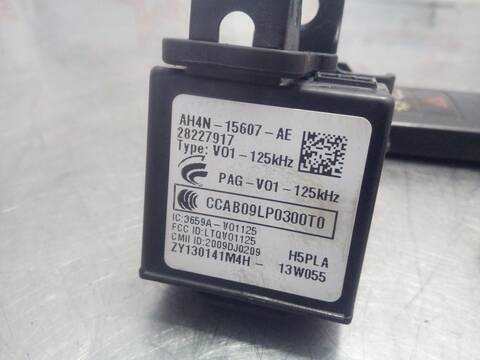 AH4N-15607-AE
28227917
Type: V01-125kHz
PAG-V01-125kHz
CCAB09LP0300T0
IC:3659A-V01125
FCC ID:LTQV01125
CMII ID:2009DJ0209
ZY130141M4H-
H5PLA
13W055